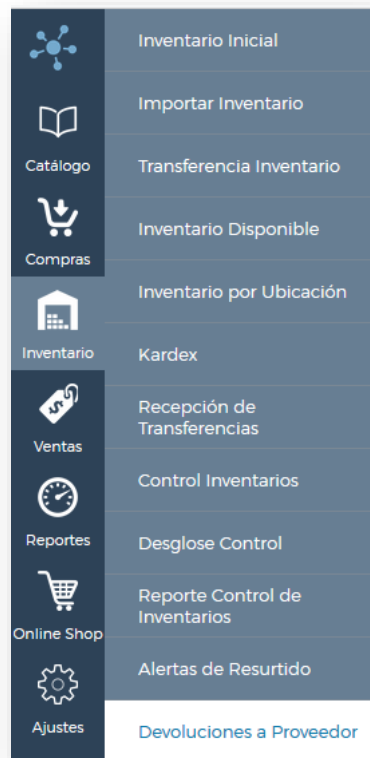 Catálogo
Compras
Inventario
Ventas
Reportes
Online Shop
Ajustes
Inventario Inicial
Importar Inventario
Transferencia Inventario
Inventario Disponible
Inventario por Ubicación
Kardex
Recepción de
Transferencias
Control Inventarios
Desglose Control
Reporte Control de
Inventarios
Alertas de Resurtido
Devoluciones a Proveedor